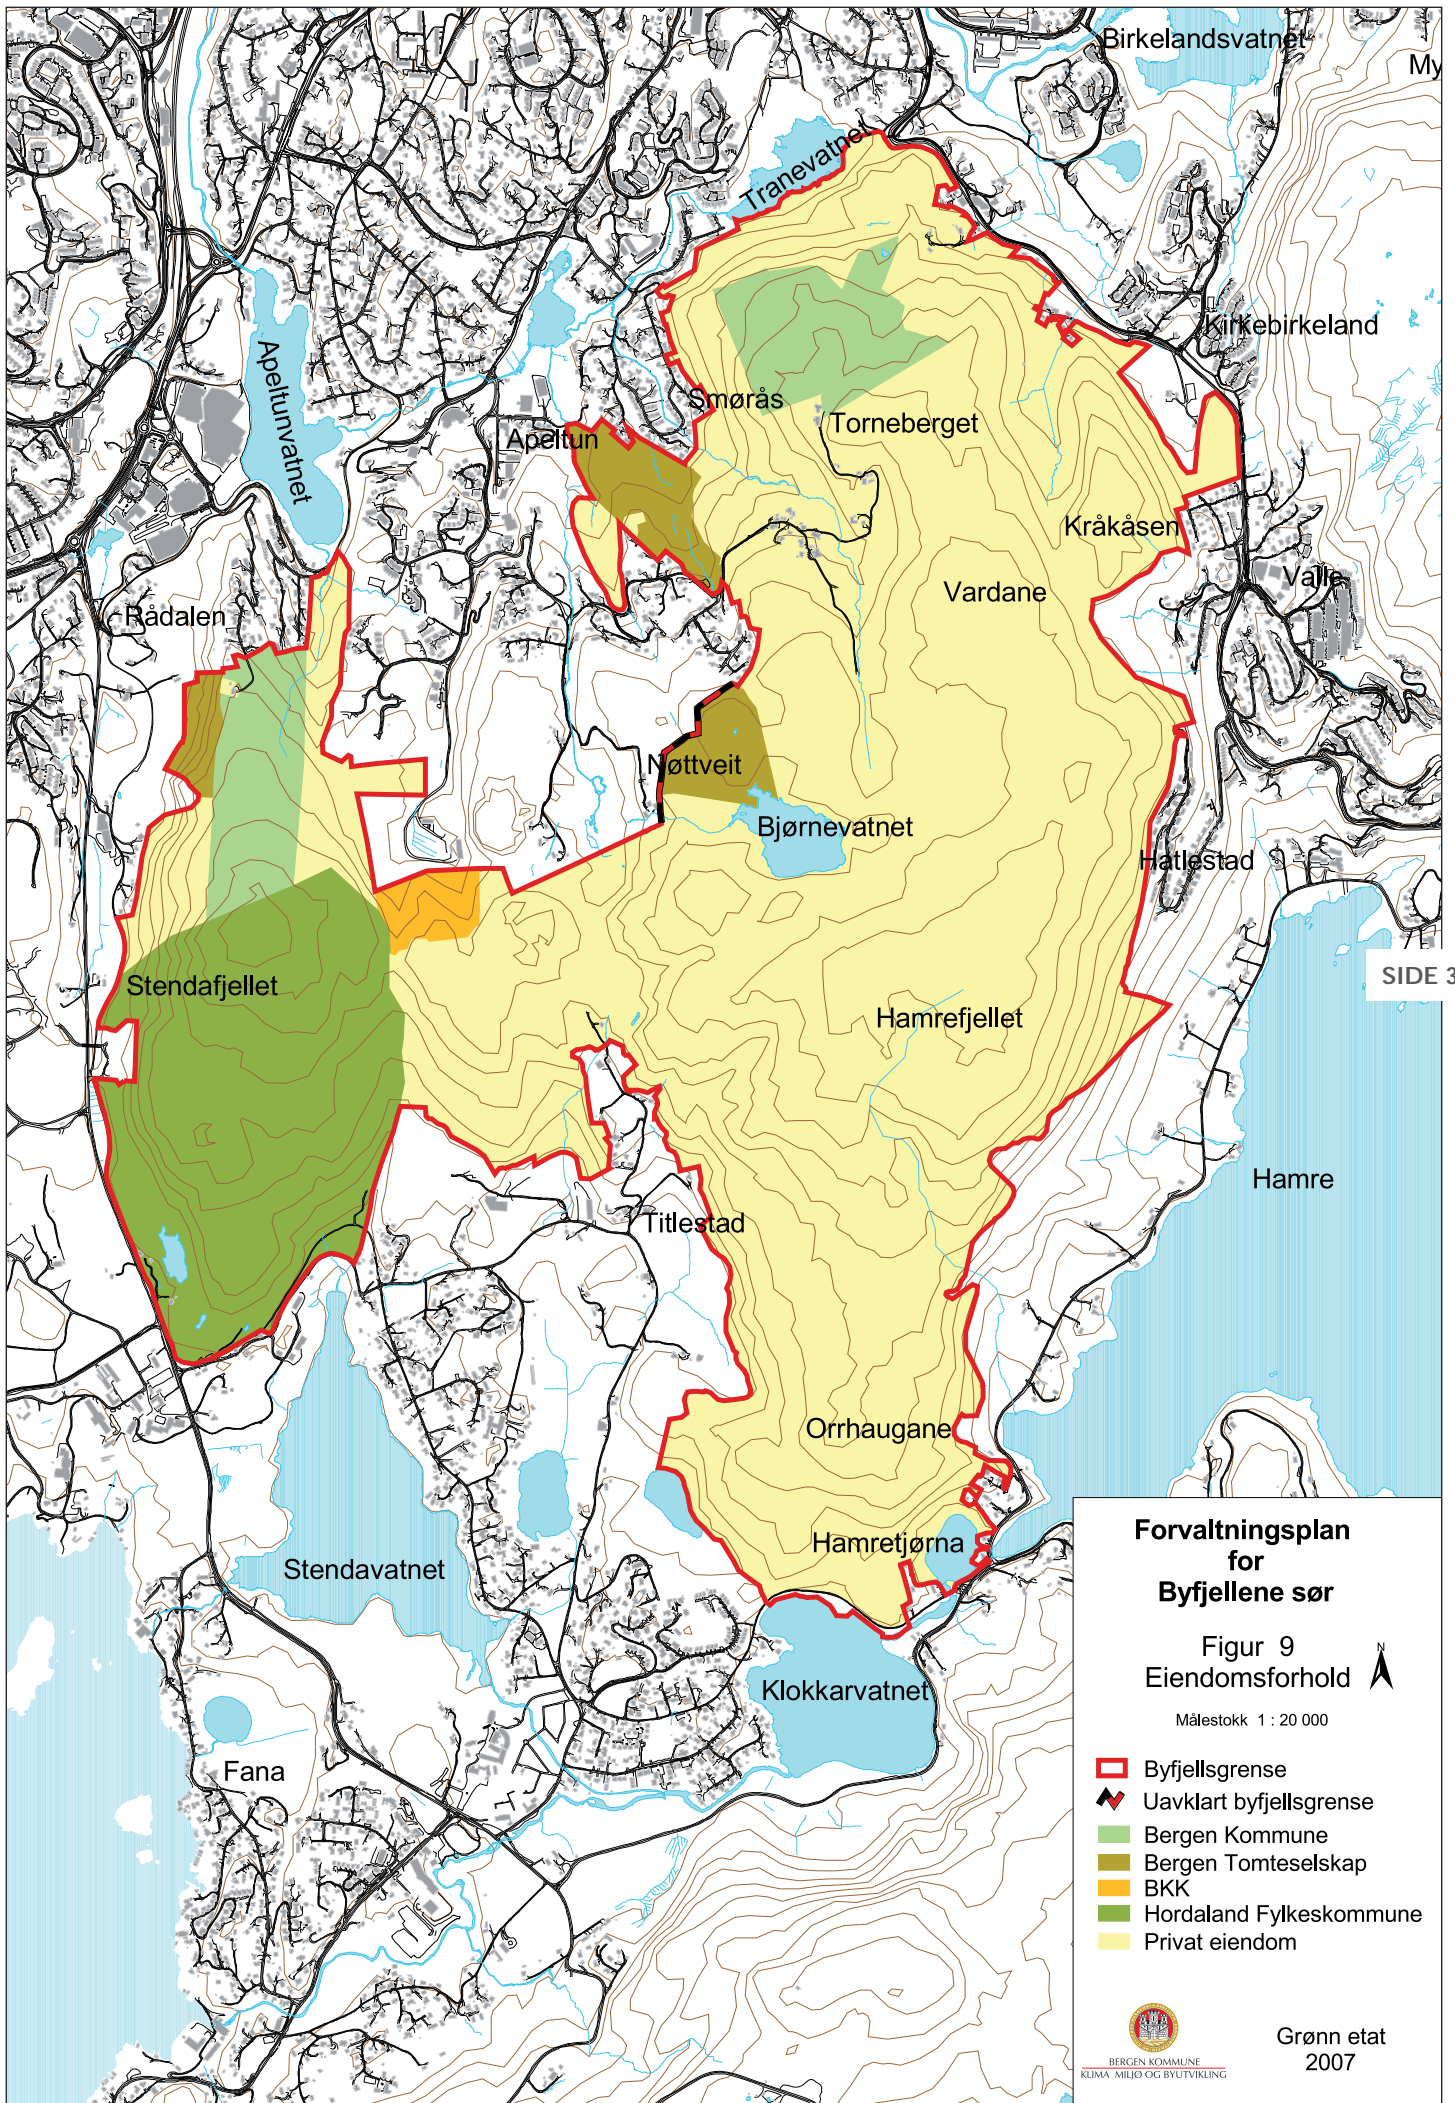 Birkelandsvatnet
My
Tranevatnet
Kirkebirkeland
Apeltunvatnet
Smørås
Torneberget
Apeltun
Kråkåsen
Valle
Vardane
Rådalen
Nøttveit
Bjørnevatnet
Hatlestad
SIDE 3
Stendafjellet
Hamrefjellet
Hamre
Titlestad
Orrhaugane
Hamretjørna
Stendavatnet
Klokkarvatnet
Fana
Forvaltningsplan
for
Byfjellene sør
Figur 9
Eiendomsforhold
N
Målestokk 1 : 20 000
Byfjellsgrense
Uavklart byfjellsgrense
Bergen Kommune
Bergen Tomteselskap
BKK
Hordaland Fylkeskommune
Privat eiendom
BERGEN KOMMUNE
KLIMA MILJØ OG BYUTVIKLING
Grønn etat
2007